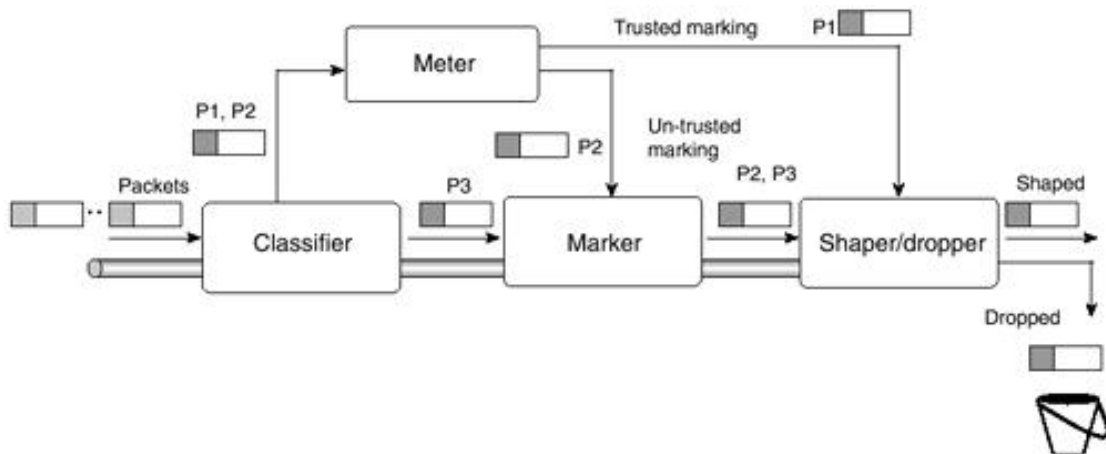 Trusted marking
P1
Meter
P1, P2
Un-trusted
marking
P2
Packets
P3
P2, P3
Shaped
Classifier
Marker
Shaper/dropper
Dropped